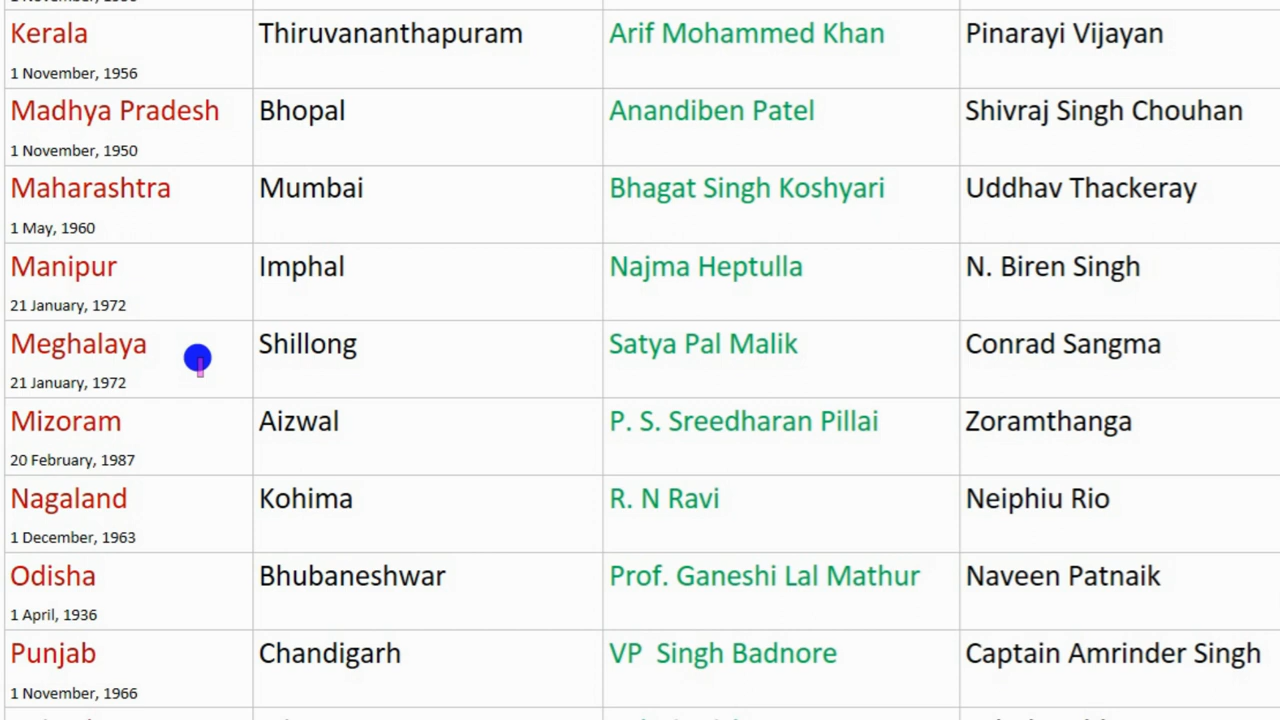 Kerala Thiruvananthapuram Arif Mohammed Khan Pinarayi Vijayan
1 November, 1956
Madhya Pradesh Bhopal Anandiben Patel Shivraj Singh Chouhan
1 November, 1950
Maharashtra Mumbai Bhagat Singh Koshyari Uddhav Thackeray
1 May, 1960
Manipur Imphal Najma Heptulla N. Biren Singh
21 January, 1972
Meghalaya Shillong Satya Pal Malik Conrad Sangma
21 January, 1972
Mizoram Aizwal P. S. Sreedharan Pillai Zoramthanga
20 February, 1987
Nagaland Kohima R. N Ravi Neiphiu Rio
1 December, 1963
Odisha Bhubaneshwar Prof. Ganeshi Lal Mathur Naveen Patnaik
1 April, 1936
Punjab Chandigarh VP  Singh Badnore Captain Amrinder Singh
1 November, 1966